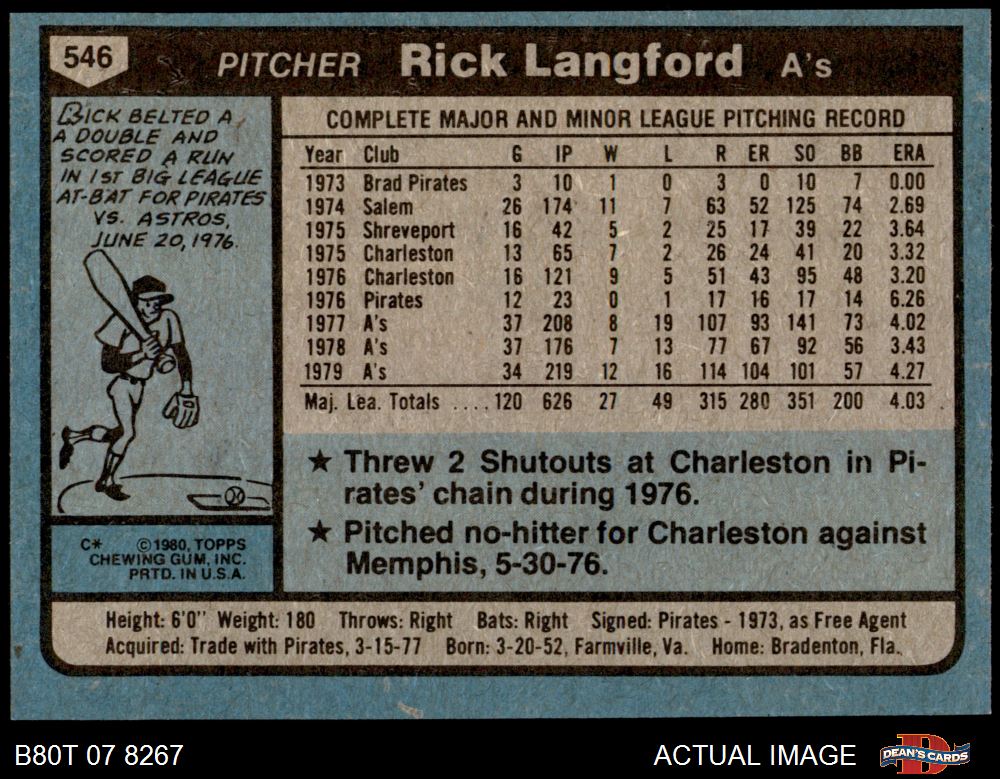 546 PITCHER Rick Langford A's
RICK BELTED A
A DOUBLE AND
SCORED A RUN
IN 1ST BIG LEAGUE
AT-BAT FOR PIRATES
VS. ASTROS,
JUNE 20, 1976.
C* ©1980, TOPPS
CHEWING GUM, INC.
PRTD. IN U.S.A.
COMPLETE MAJOR AND MINOR LEAGUE PITCHING RECORD
Year Club G IP W L R ER SO BB ERA
1973 Brad Pirates 3 10 1 0 3 0 10 7 0.00
1974 Salem 26 174 11 7 63 52 125 74 2.69
1975 Shreveport 16 42 5 2 25 17 39 22 3.64
1975 Charleston 13 65 7 2 26 24 41 20 3.32
1976 Charleston 16 121 9 5 51 43 95 48 3.20
1976 Pirates 12 23 0 1 17 16 17 14 6.26
1977 A's 37 208 8 19 107 93 141 73 4.02
1978 A's 37 176 7 13 77 67 92 56 3.43
1979 A's 34 219 12 16 114 104 101 57 4.27
Maj. Lea. Totals .... 120 626 27 49 315 280 351 200 4.03
★ Threw 2 Shutouts at Charleston in Pi-
rates' chain during 1976.
★ Pitched no-hitter for Charleston against
Memphis, 5-30-76.
Height: 6'0" Weight: 180 Throws: Right Bats: Right Signed: Pirates - 1973, as Free Agent
Acquired: Trade with Pirates, 3-15-77 Born: 3-20-52, Farmville, Va. Home: Bradenton, Fla.
B80T 07 8267 ACTUAL IMAGE DEAN'S CARDS